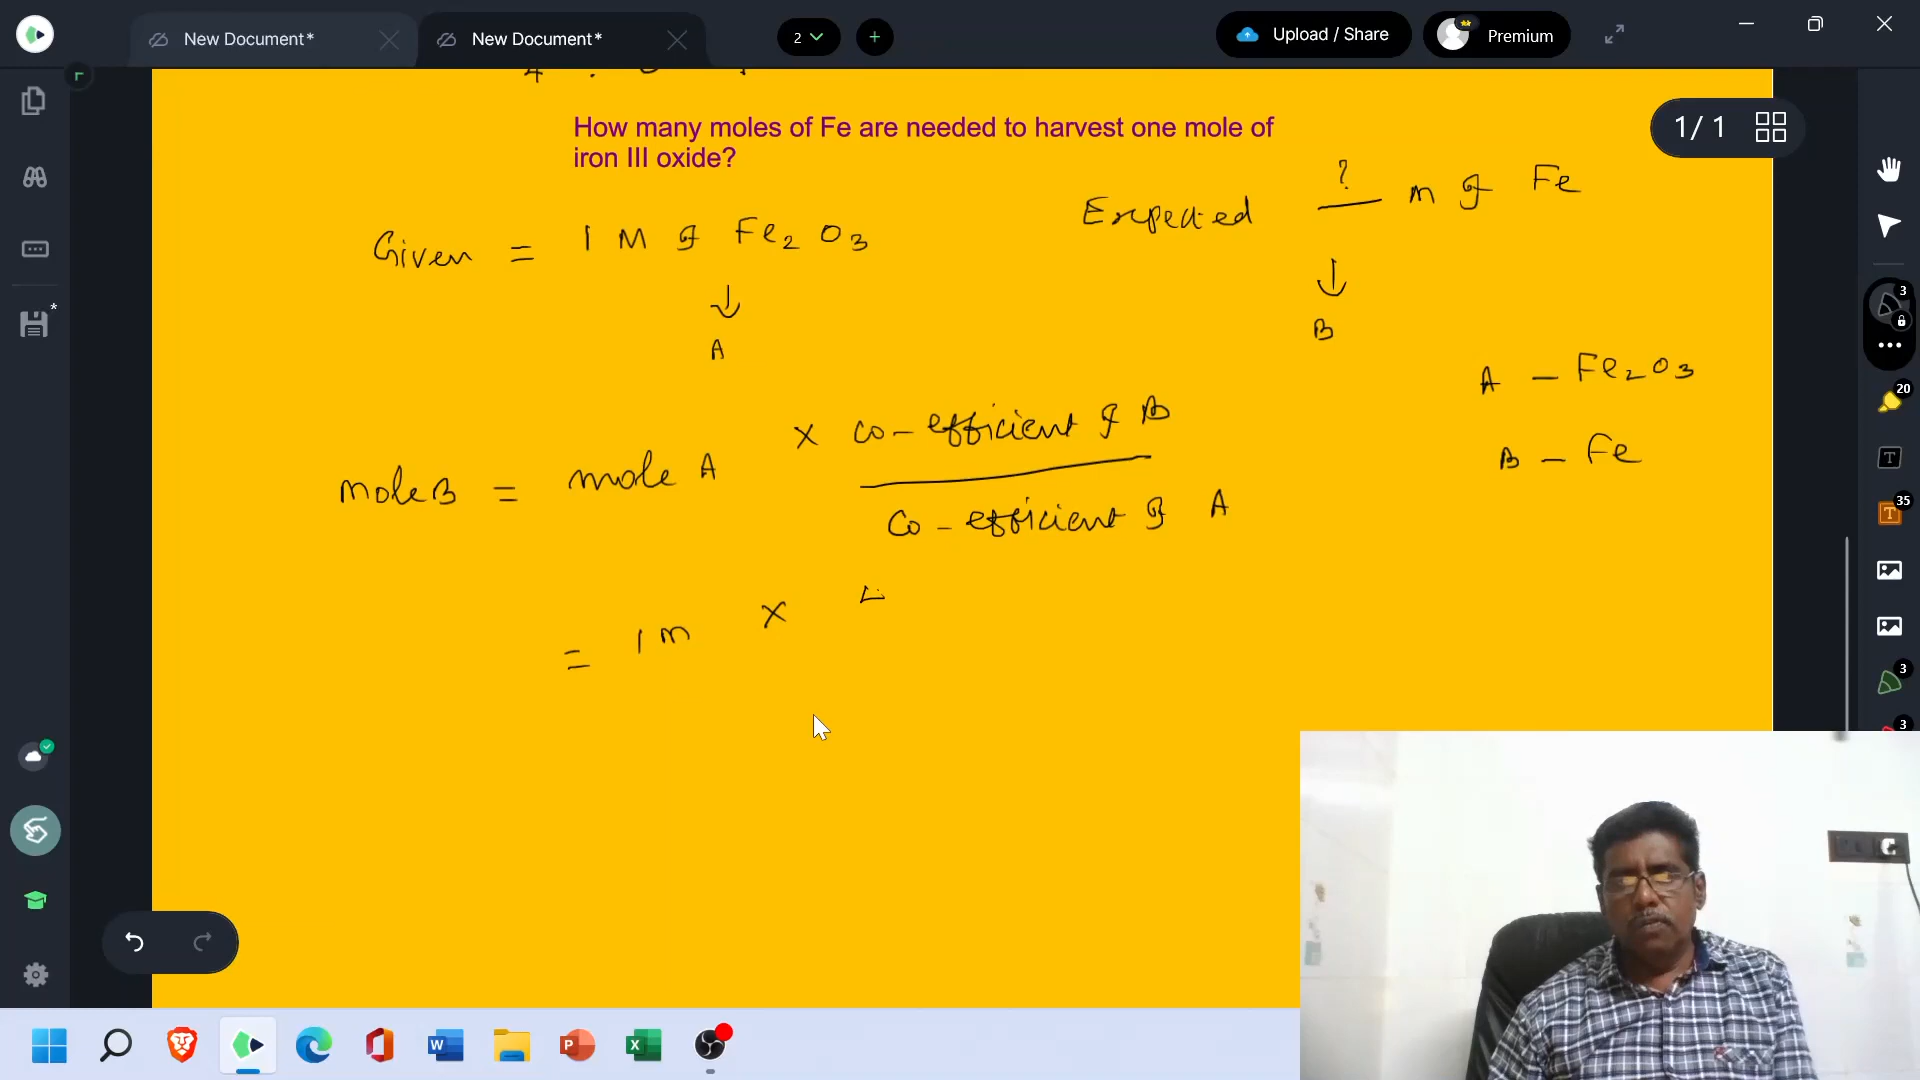 New Document*
New Document*
2
Upload / Share
Premium
1/ 1
How many moles of Fe are needed to harvest one mole of
iron III oxide?
Given = 1 M of Fe2 O3
Expected ? m of Fe
A
B
A - Fe2O3
B - Fe
mole B = mole A × co-efficient of B
Co-efficient of A
= 1 m ×
3
20
T
35
T
3
3
W
P
X